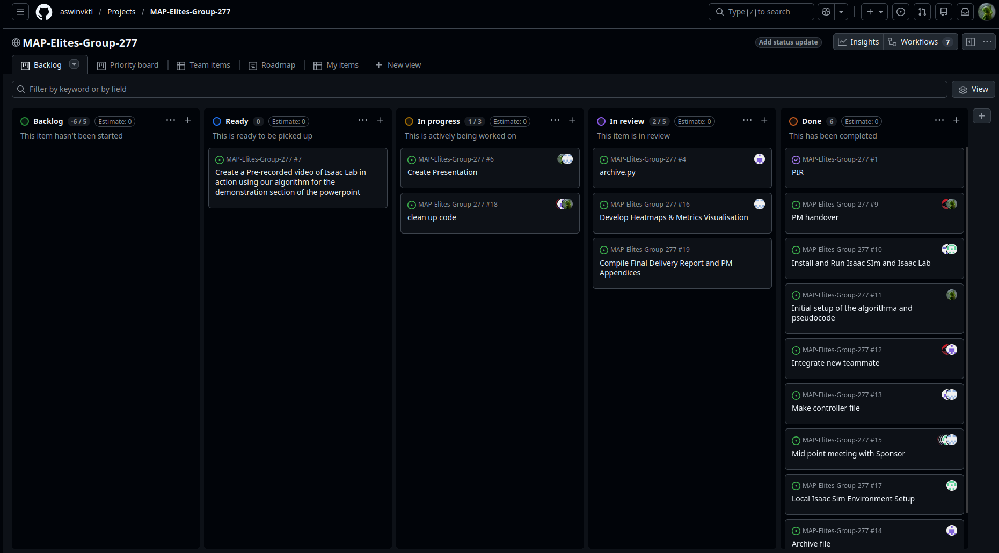 aswinvktl / Projects / MAP-Elites-Group-277
Type / to search
MAP-Elites-Group-277
Add status update
Insights
Workflows 7
Backlog
Priority board
Team items
Roadmap
My items
New view
Filter by keyword or by field
View
Backlog -6 / 5 Estimate: 0
This item hasn't been started
Ready 0 Estimate: 0
This is ready to be picked up
MAP-Elites-Group-277 #7
Create a Pre-recorded video of Isaac Lab in
action using our algorithm for the
demonstration section of the powerpoint
In progress 1 / 3 Estimate: 0
This is actively being worked on
MAP-Elites-Group-277 #6
Create Presentation
MAP-Elites-Group-277 #18
clean up code
In review 2 / 5 Estimate: 0
This item is in review
MAP-Elites-Group-277 #4
archive.py
MAP-Elites-Group-277 #16
Develop Heatmaps & Metrics Visualisation
MAP-Elites-Group-277 #19
Compile Final Delivery Report and PM
Appendices
Done 6 Estimate: 0
This has been completed
MAP-Elites-Group-277 #1
PIR
MAP-Elites-Group-277 #9
PM handover
MAP-Elites-Group-277 #10
Install and Run Isaac SIm and Isaac Lab
MAP-Elites-Group-277 #11
Initial setup of the algorithma and
pseudocode
MAP-Elites-Group-277 #12
Integrate new teammate
MAP-Elites-Group-277 #13
Make controller file
MAP-Elites-Group-277 #15
Mid point meeting with Sponsor
MAP-Elites-Group-277 #17
Local Isaac Sim Environment Setup
MAP-Elites-Group-277 #14
Archive file